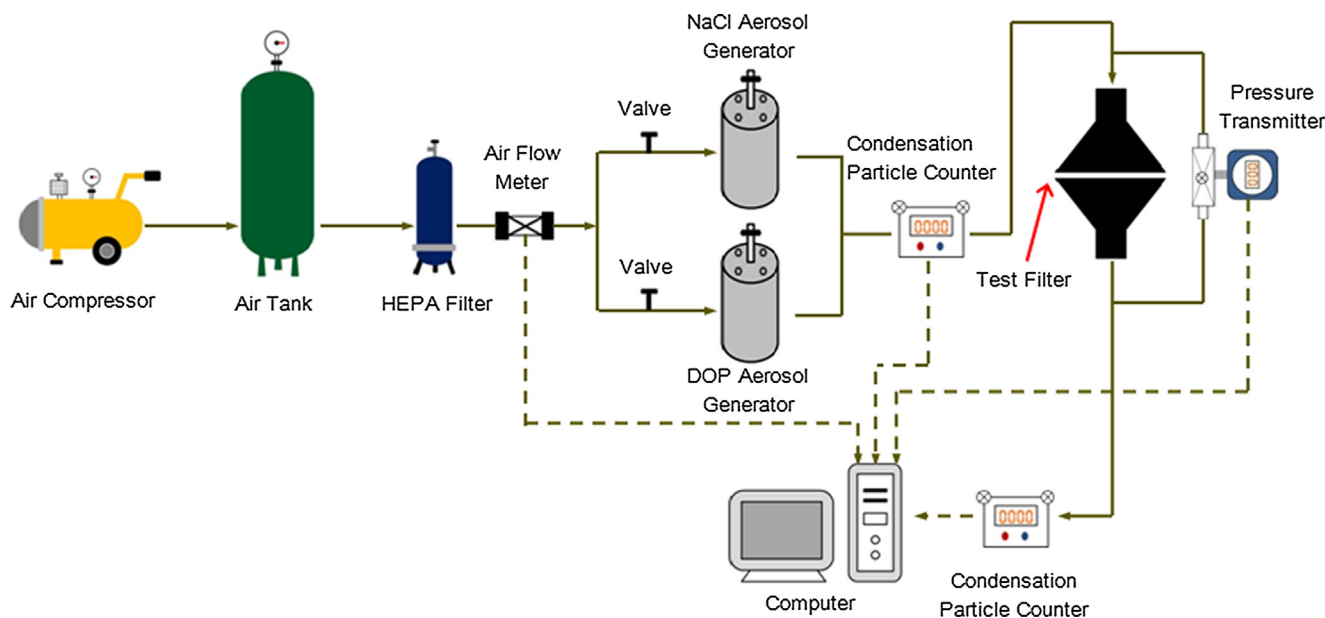 NaCl Aerosol
Generator
Valve
Air Flow
Meter
Condensation
Particle Counter
Pressure
Transmitter
0000
000
Air Compressor
Air Tank
HEPA Filter
Valve
Test Filter
DOP Aerosol
Generator
0000
Computer
Condensation
Particle Counter